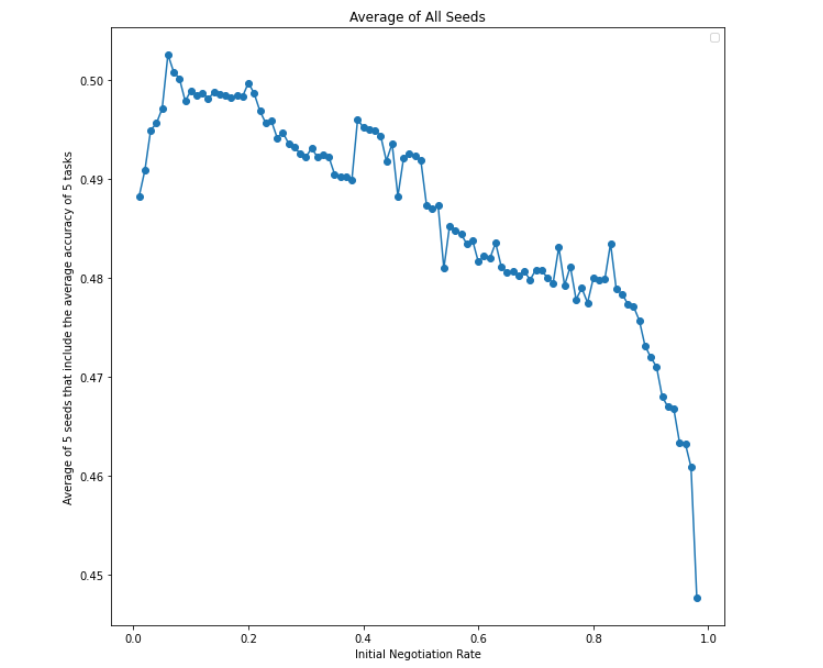 Average of All Seeds
Average of 5 seeds that include the average accuracy of 5 tasks
0.50
0.49
0.48
0.47
0.46
0.45
0.0 0.2 0.4 0.6 0.8 1.0
Initial Negotiation Rate